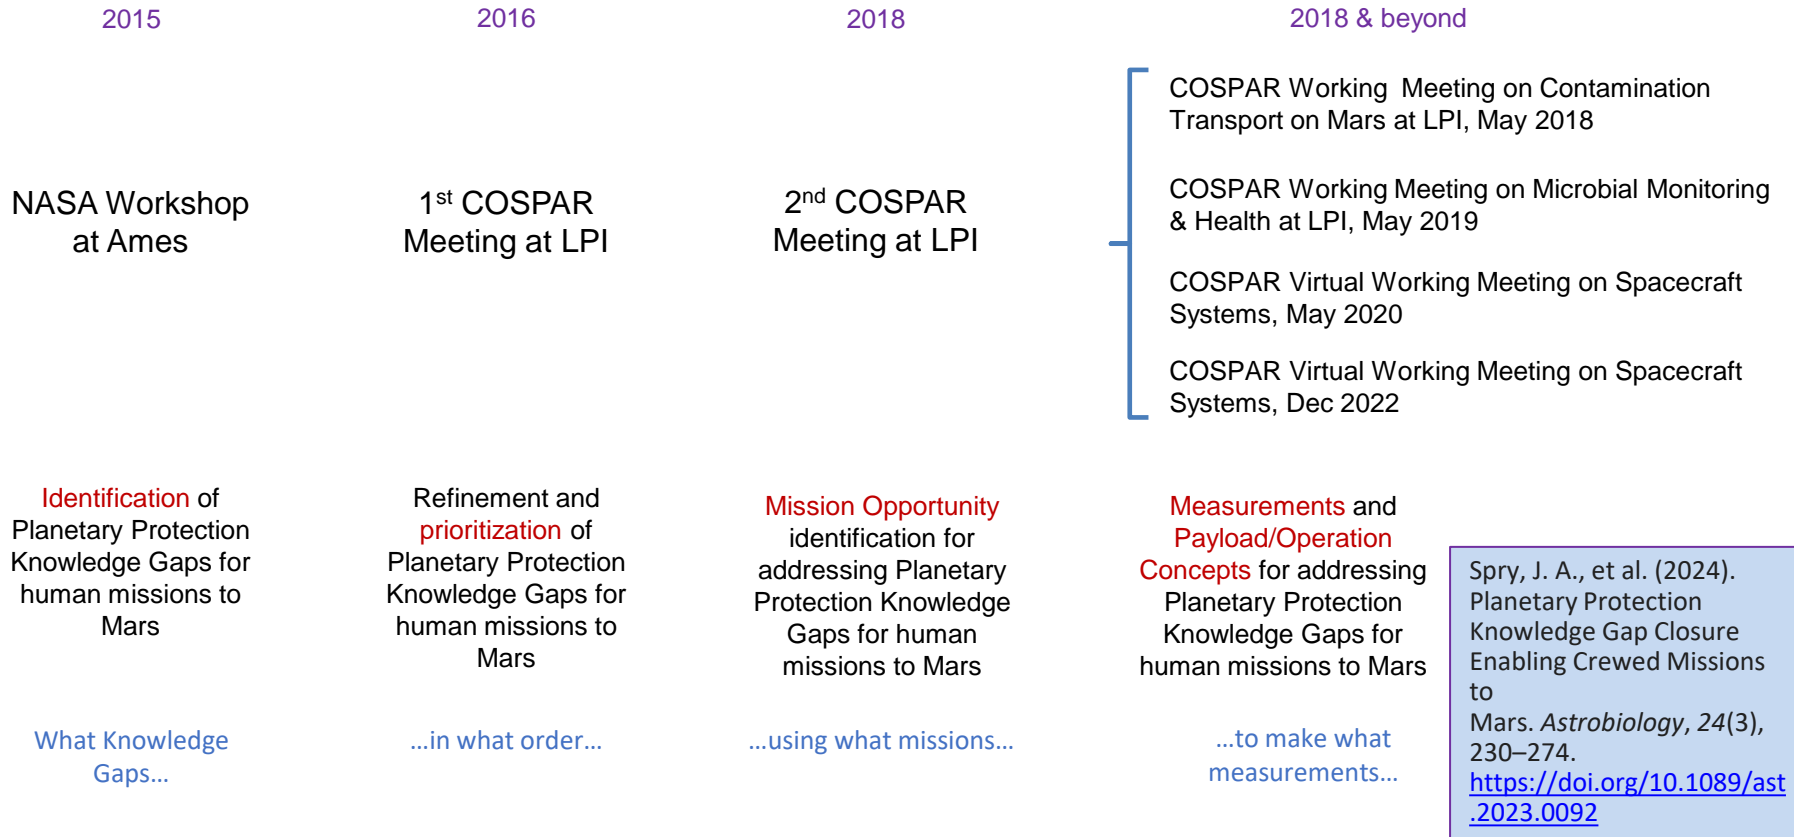 2015
2016
2018
2018 & beyond
NASA Workshop
at Ames
1st COSPAR
Meeting at LPI
2nd COSPAR
Meeting at LPI
COSPAR Working  Meeting on Contamination
Transport on Mars at LPI, May 2018
COSPAR Working Meeting on Microbial Monitoring
& Health at LPI, May 2019
COSPAR Virtual Working Meeting on Spacecraft
Systems, May 2020
COSPAR Virtual Working Meeting on Spacecraft
Systems, Dec 2022
Identification of
Planetary Protection
Knowledge Gaps for
human missions to
Mars
Refinement and
prioritization of
Planetary Protection
Knowledge Gaps for
human missions to
Mars
Mission Opportunity
identification for
addressing Planetary
Protection Knowledge
Gaps for human
missions to Mars
Measurements and
Payload/Operation
Concepts for addressing
Planetary Protection
Knowledge Gaps for
human missions to Mars
What Knowledge
Gaps…
…in what order…
…using what missions…
…to make what
measurements…
Spry, J. A., et al. (2024).
Planetary Protection
Knowledge Gap Closure
Enabling Crewed Missions
to
Mars. Astrobiology, 24(3),
230–274.
https://doi.org/10.1089/ast
.2023.0092